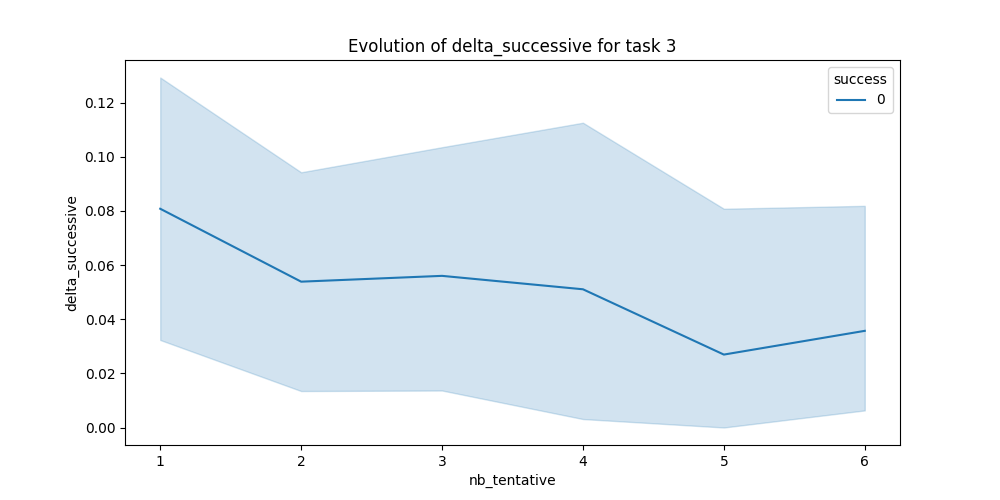 Evolution of delta_successive for task 3
success
0
delta_successive
0.12
0.10
0.08
0.06
0.04
0.02
0.00
1 2 3 4 5 6
nb_tentative